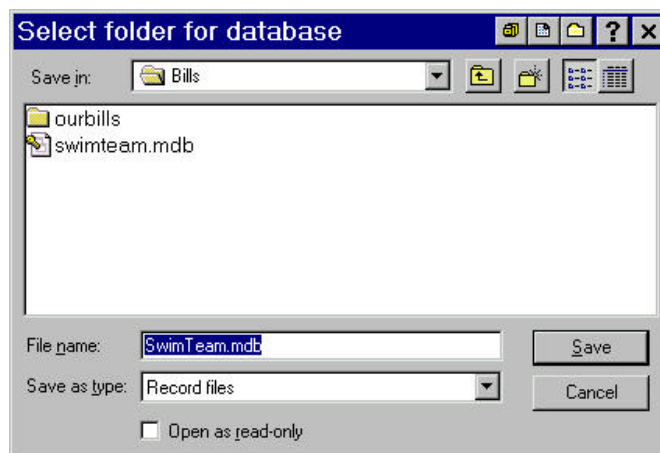 Select folder for database
Save in: Bills
ourbills
swimteam.mdb
File name: SwimTeam.mdb Save
Save as type: Record files Cancel
Open as read-only